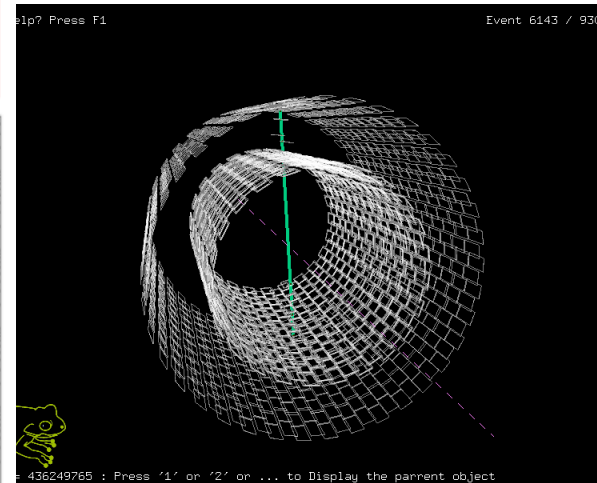 elp? Press F1
Event 6143 / 930
= 436249765 : Press '1' or '2' or ... to Display the parrent object